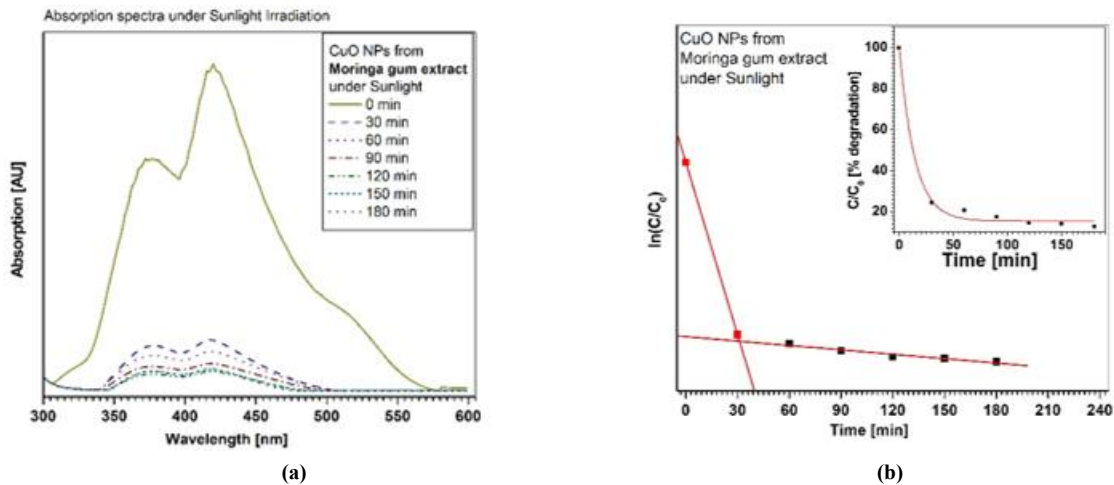 Absorption spectra under Sunlight Irradiation
CuO NPs from
Moringa gum extract
under Sunlight
0 min
30 min
60 min
90 min
120 min
150 min
180 min
Absorption [AU]
300 350 400 450 500 550 600
Wavelength [nm]
(a)
CuO NPs from
Moringa gum extract
under Sunlight
ln(C/C₀)
0 30 60 90 120 150 180 210 240
Time [min]
C/C₀ [% degradation]
100
80
60
40
20
0 50 100 150
Time [min]
(b)